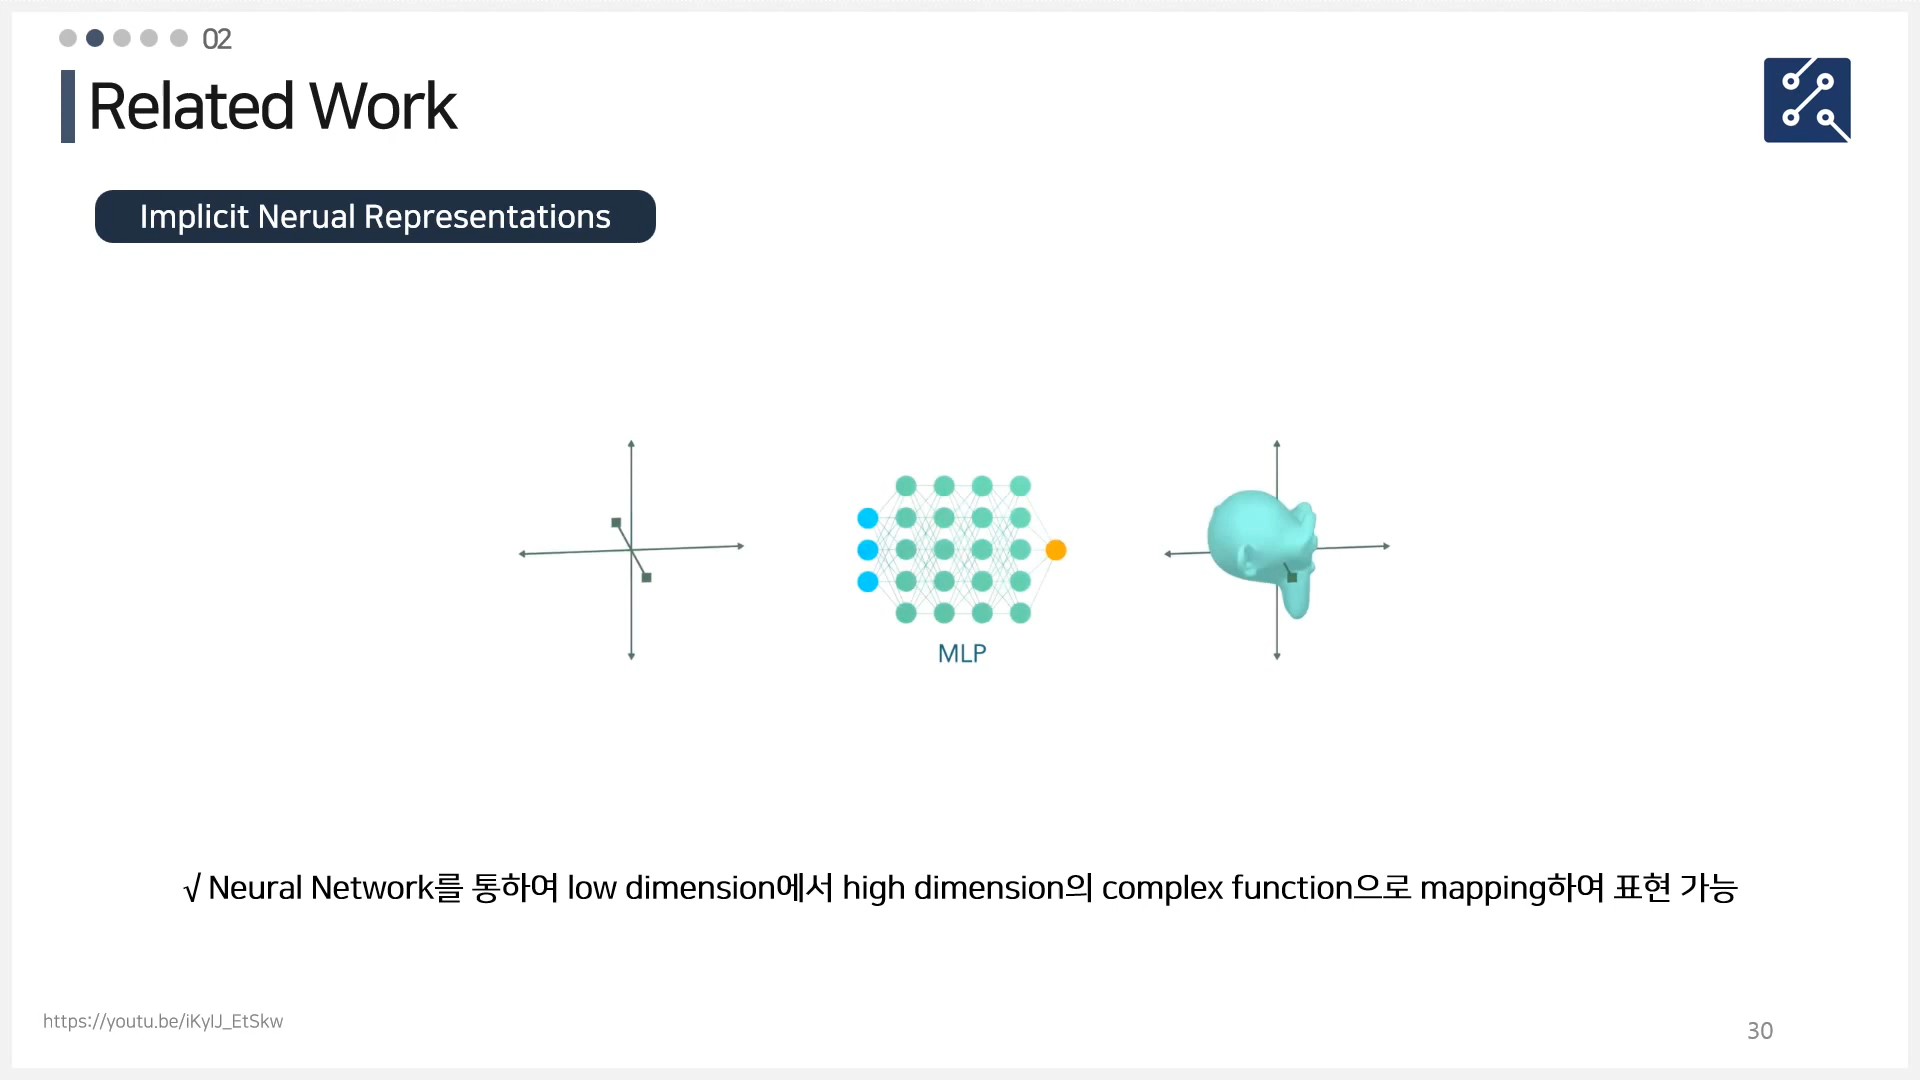 02
Related Work
Implicit Nerual Representations
MLP
√ Neural Network를 통하여 low dimension에서 high dimension의 complex function으로 mapping하여 표현 가능
https://youtu.be/iKyIJ_EtSkw
30